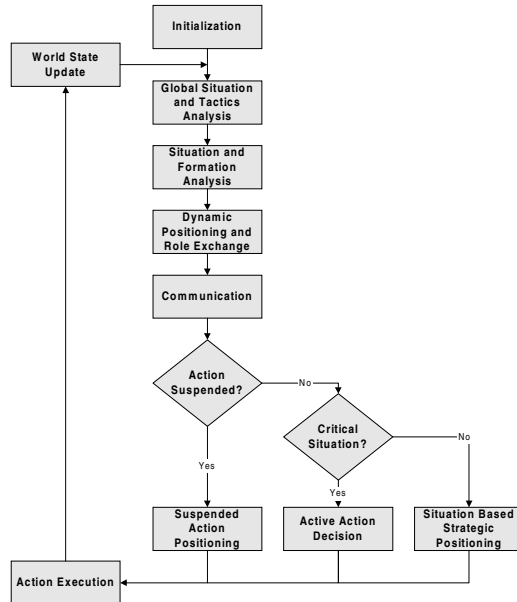 Initialization
World State
Update
Global Situation
and Tactics
Analysis
Situation and
Formation
Analysis
Dynamic
Positioning and
Role Exchange
Communication
Action
Suspended?
No
Critical
Situation?
No
Yes
Yes
Suspended
Action
Positioning
Active Action
Decision
Situation Based
Strategic
Positioning
Action Execution